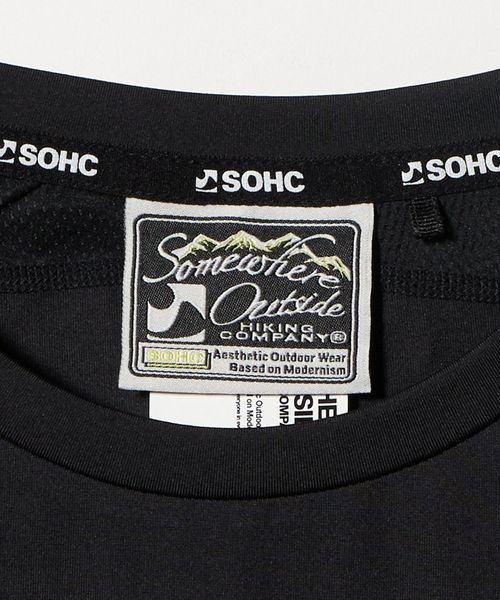 SOHC
SOHC
SOHC
Somewhere
Outside
HIKING
COMPANY®
SOHC
Aesthetic Outdoor Wear
Based on Modernism